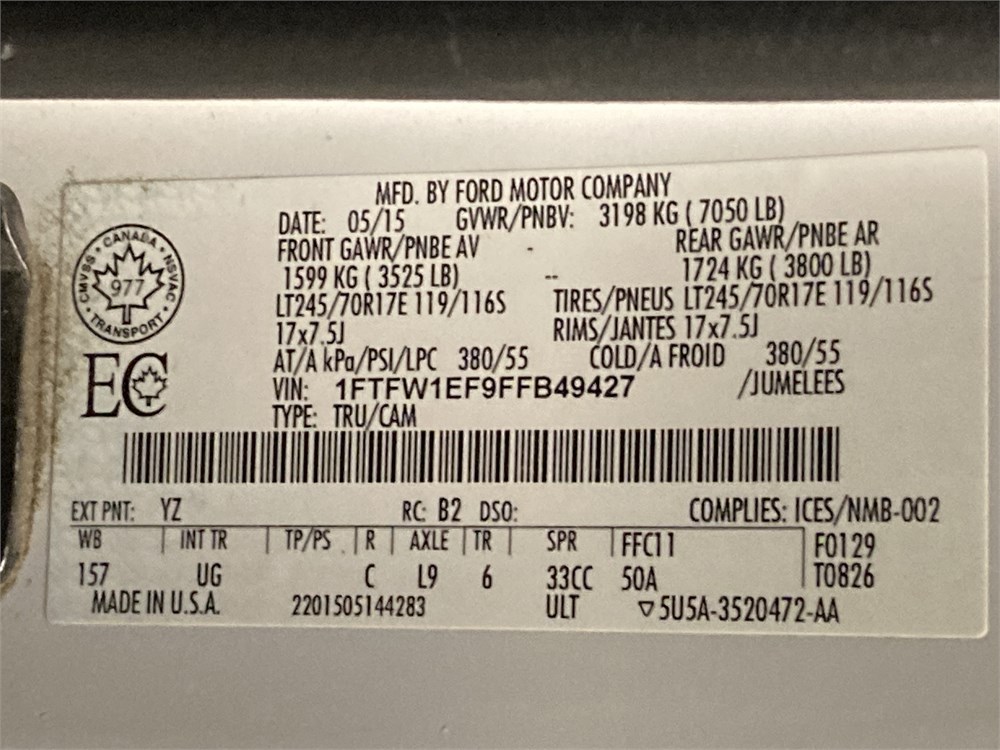 MFD. BY FORD MOTOR COMPANY
DATE: 05/15 GVWR/PNBV: 3198 KG ( 7050 LB)
FRONT GAWR/PNBE AV - REAR GAWR/PNBE AR
1599 KG ( 3525 LB) -- 1724 KG ( 3800 LB)
LT245/70R17E 119/116S TIRES/PNEUS LT245/70R17E 119/116S
17x7.5J RIMS/JANTES 17x7.5J
AT/A kPa/PSI/LPC 380/55 COLD/A FROID 380/55
VIN: 1FTFW1EF9FFB49427 /JUMELEES
TYPE: TRU/CAM
CANADA
CMVSS NSVAC
977
TRANSPORT
EC
EXT PNT: YZ RC: B2 DSO: COMPLIES: ICES/NMB-002
WB INT TR TP/PS R AXLE TR SPR FFC11 F0129
157 UG C L9 6 33CC 50A T0826
MADE IN U.S.A. 2201505144283 ULT ▽5U5A-3520472-AA